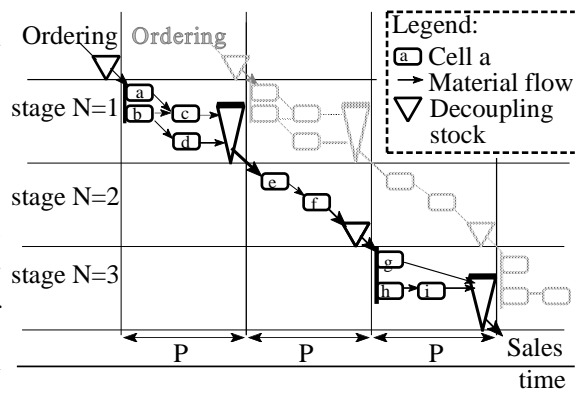 Ordering
Ordering
Legend:
a Cell a
Material flow
Decoupling
stock
stage N=1
a
b
c
d
stage N=2
e
f
stage N=3
g
h
i
P
P
P
Sales
time